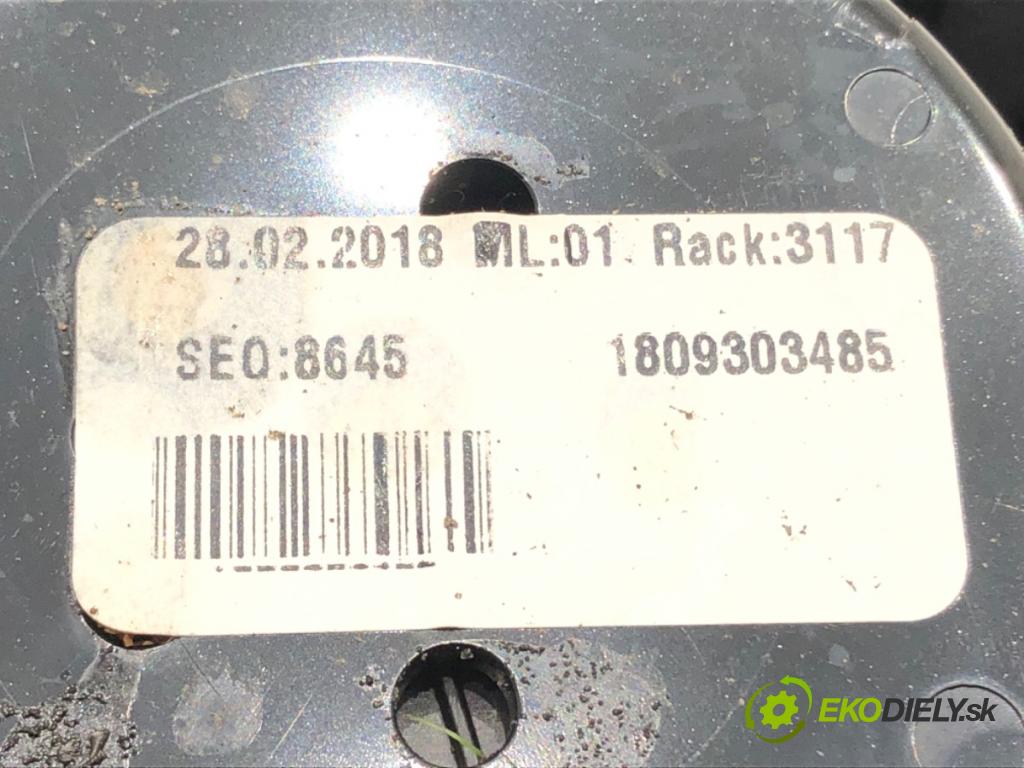 28.02.2018 ML:01 Rack:3117
SEQ:8645 1809303485
EKODIELY.sk